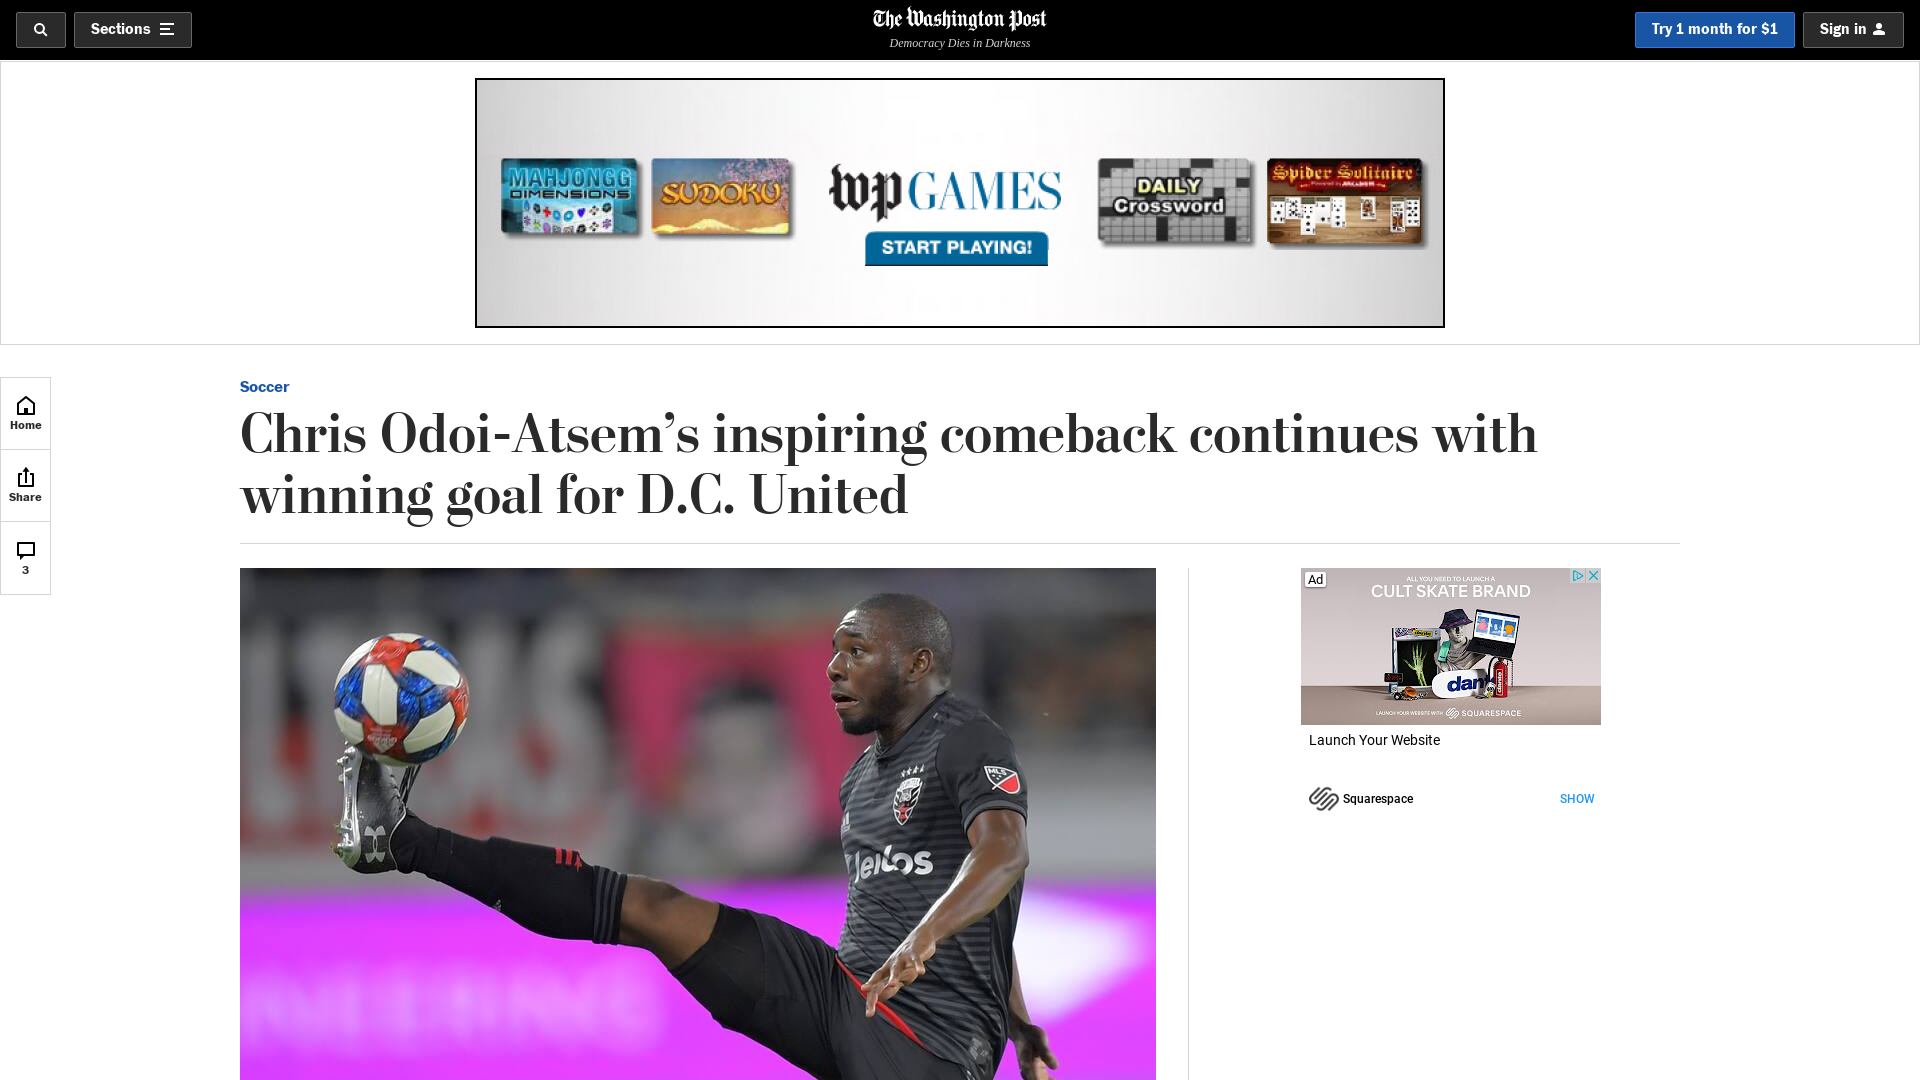 Sections
The Washington Post
Democracy Dies in Darkness
Try 1 month for $1
Sign in
MAHJONGG
DIMENSIONS
SUDOKU
wp GAMES
START PLAYING!
DAILY
Crossword
Spider Solitaire
Home
Share
3
Soccer
Chris Odoi-Atsem’s inspiring comeback continues with
winning goal for D.C. United
MLS
Leidos
Ad
ALL YOU NEED TO LAUNCH A
CULT SKATE BRAND
dank
LAUNCH YOUR WEBSITE WITH SQUARESPACE
Launch Your Website
Squarespace
SHOW